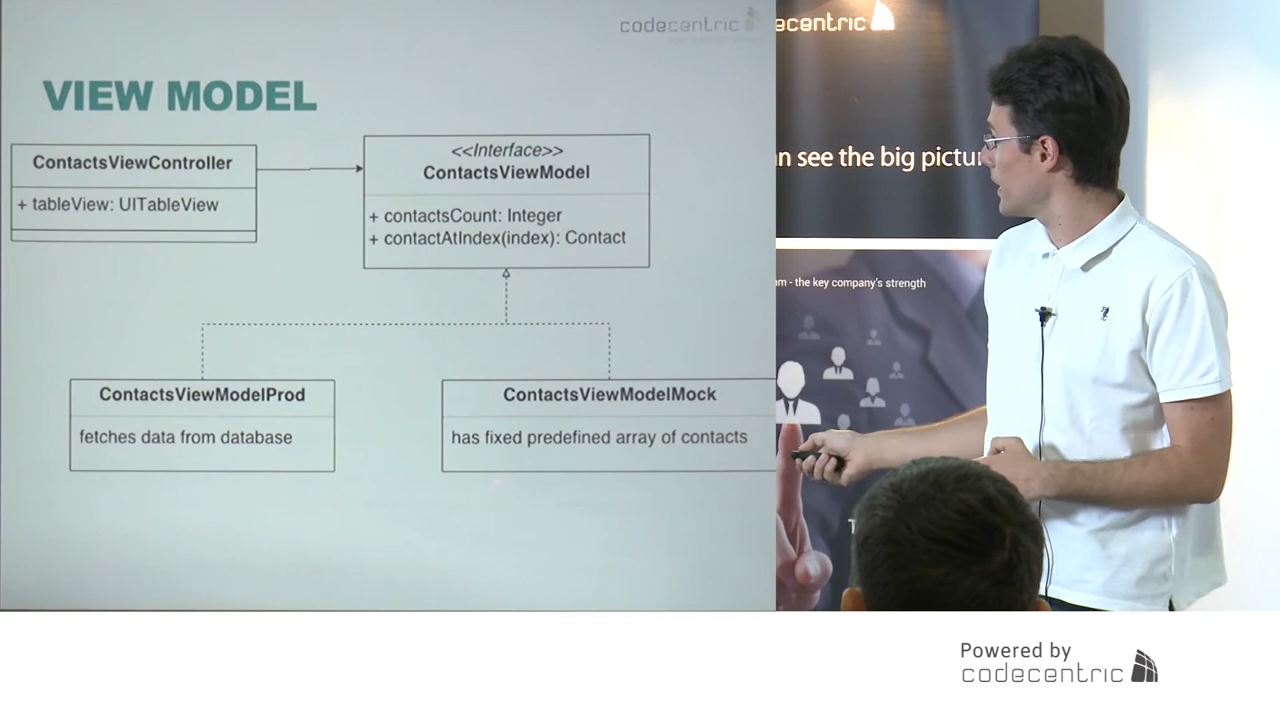 codecentric
VIEW MODEL
ContactsViewController
+ tableView: UITableView
<<Interface>>
ContactsViewModel
+ contactsCount: Integer
+ contactAtIndex(index): Contact
ContactsViewModelProd
fetches data from database
ContactsViewModelMock
has fixed predefined array of contacts
ecentric
n see the big pictu
m - the key company's strength
T
Powered by
codecentric